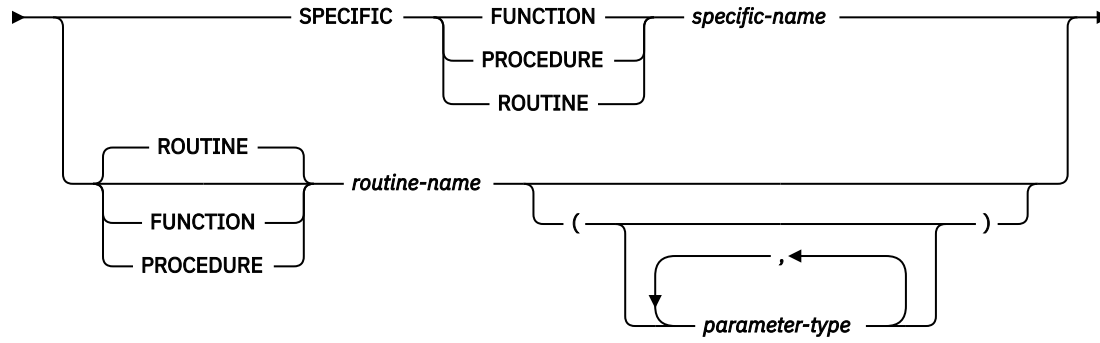 SPECIFIC FUNCTION specific-name
PROCEDURE
ROUTINE
ROUTINE
routine-name
FUNCTION ( )
PROCEDURE
,
parameter-type